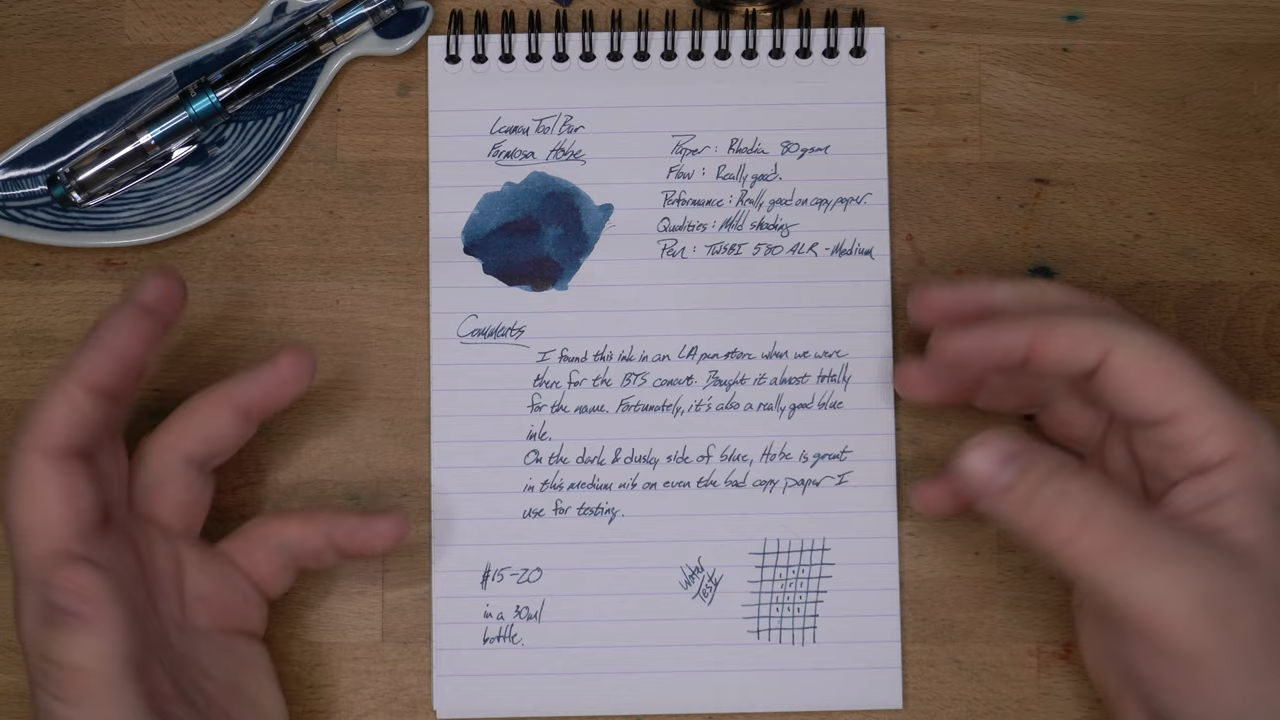 Lennon Tool Bar
Formosa Hobe
Paper: Rhodia 80gsm
Flow: Really good.
Performance: Really good on copy paper.
Qualities: Mild shading
Pen: TWSBI 580 ALR - Medium
Comments
I found this ink in an LA pen store when we were
there for the BTS concert. Bought it almost totally
for the name. Fortunately, it's also a really good blue
ink.
On the dark & dusky side of blue, Hobe is great
in this medium nib on even the bad copy paper I
use for testing.
$15-20
in a 30ml
bottle.
Water
Test